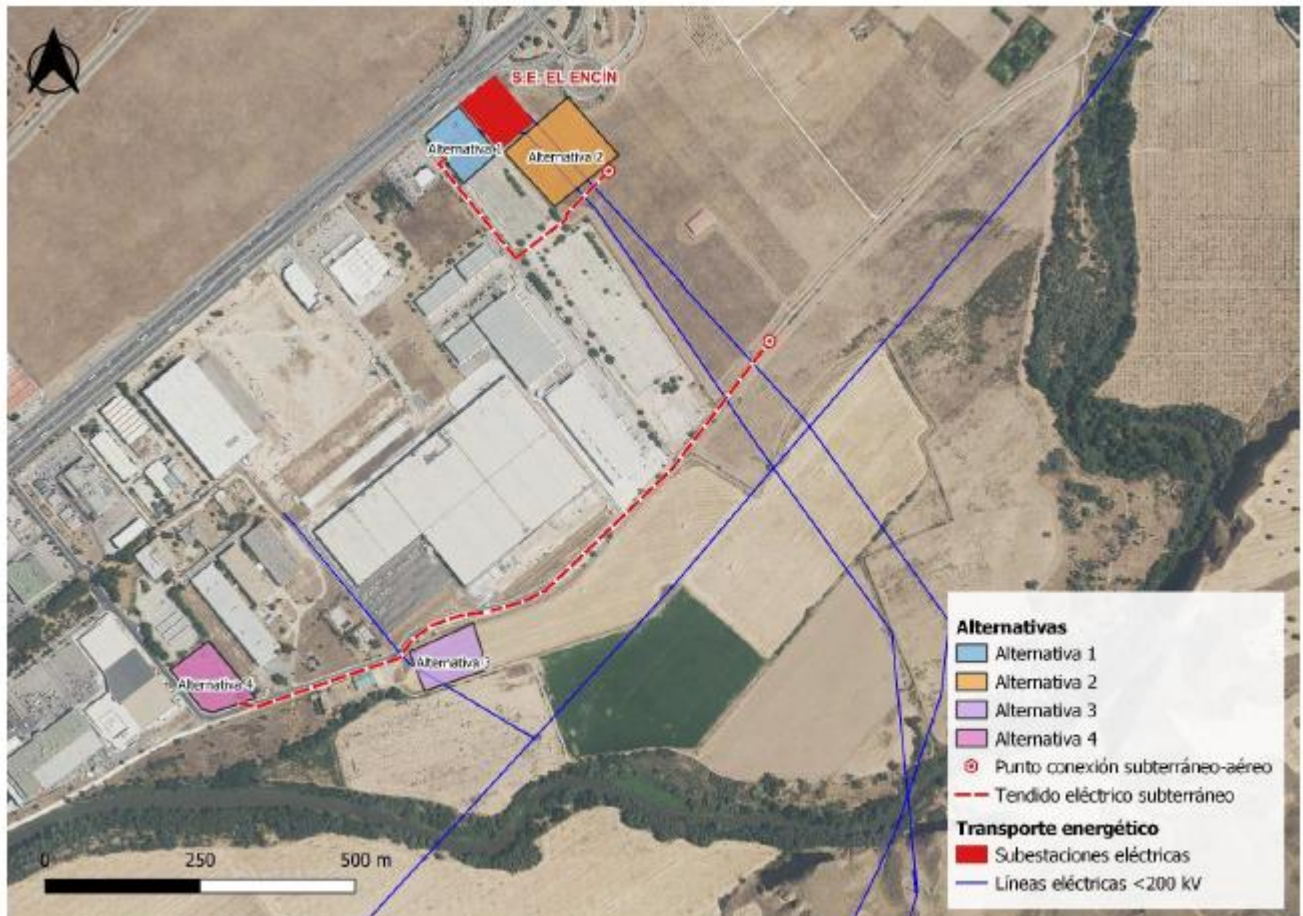 S.E. EL ENCÍN
Alternativa 1
Alternativa 2
Alternativa 3
Alternativa 4
Alternativas
Alternativa 1
Alternativa 2
Alternativa 3
Alternativa 4
Punto conexión subterráneo-aéreo
Tendido eléctrico subterráneo
Transporte energético
Subestaciones eléctricas
Líneas eléctricas <200 kV
0 250 500 m